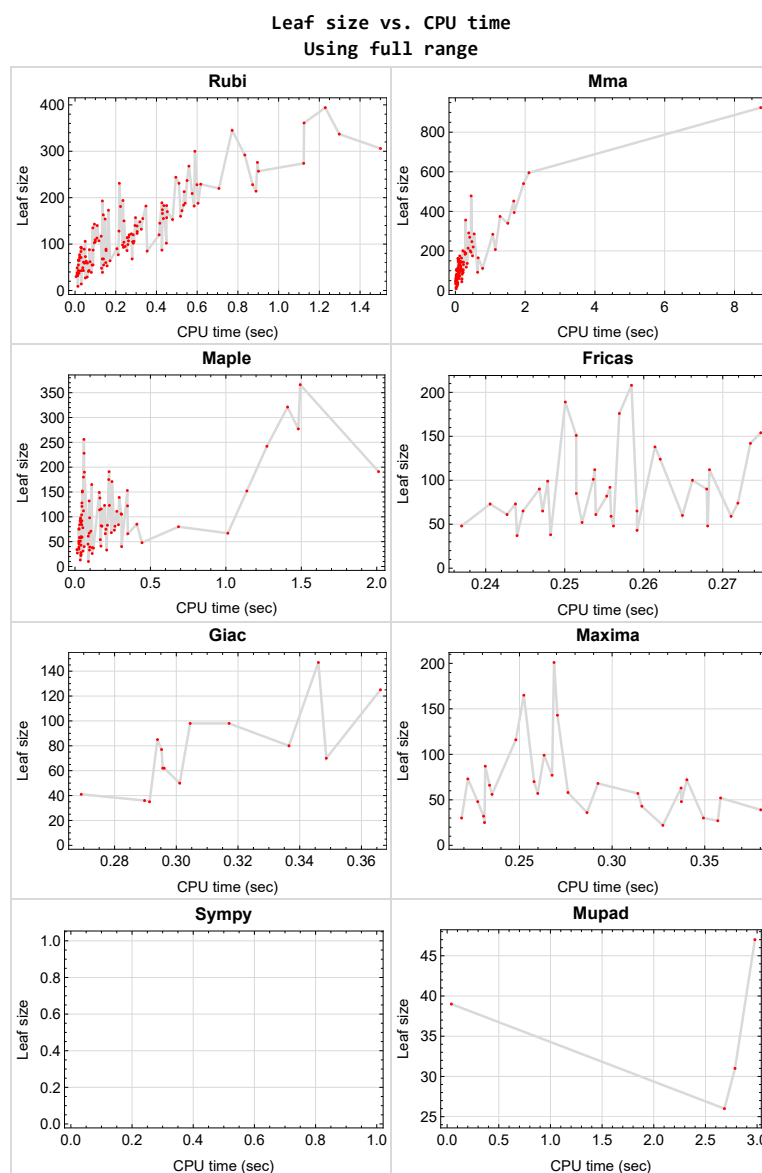 Leaf size vs. CPU time
Using full range
Rubi
Leaf size
400
300
200
100
0
0.0 0.2 0.4 0.6 0.8 1.0 1.2 1.4
CPU time (sec)
Mma
Leaf size
800
600
400
200
0
0 2 4 6 8
CPU time (sec)
Maple
Leaf size
350
300
250
200
150
100
50
0
0.0 0.5 1.0 1.5 2.0
CPU time (sec)
Fricas
Leaf size
200
150
100
50
0
0.24 0.25 0.26 0.27
CPU time (sec)
Giac
Leaf size
140
120
100
80
60
40
20
0
0.28 0.30 0.32 0.34 0.36
CPU time (sec)
Maxima
Leaf size
200
150
100
50
0
0.25 0.30 0.35
CPU time (sec)
Sympy
Leaf size
1.0
0.8
0.6
0.4
0.2
0.0
0.0 0.2 0.4 0.6 0.8 1.0
CPU time (sec)
Mupad
Leaf size
45
40
35
30
25
0.0 0.5 1.0 1.5 2.0 2.5 3.0
CPU time (sec)